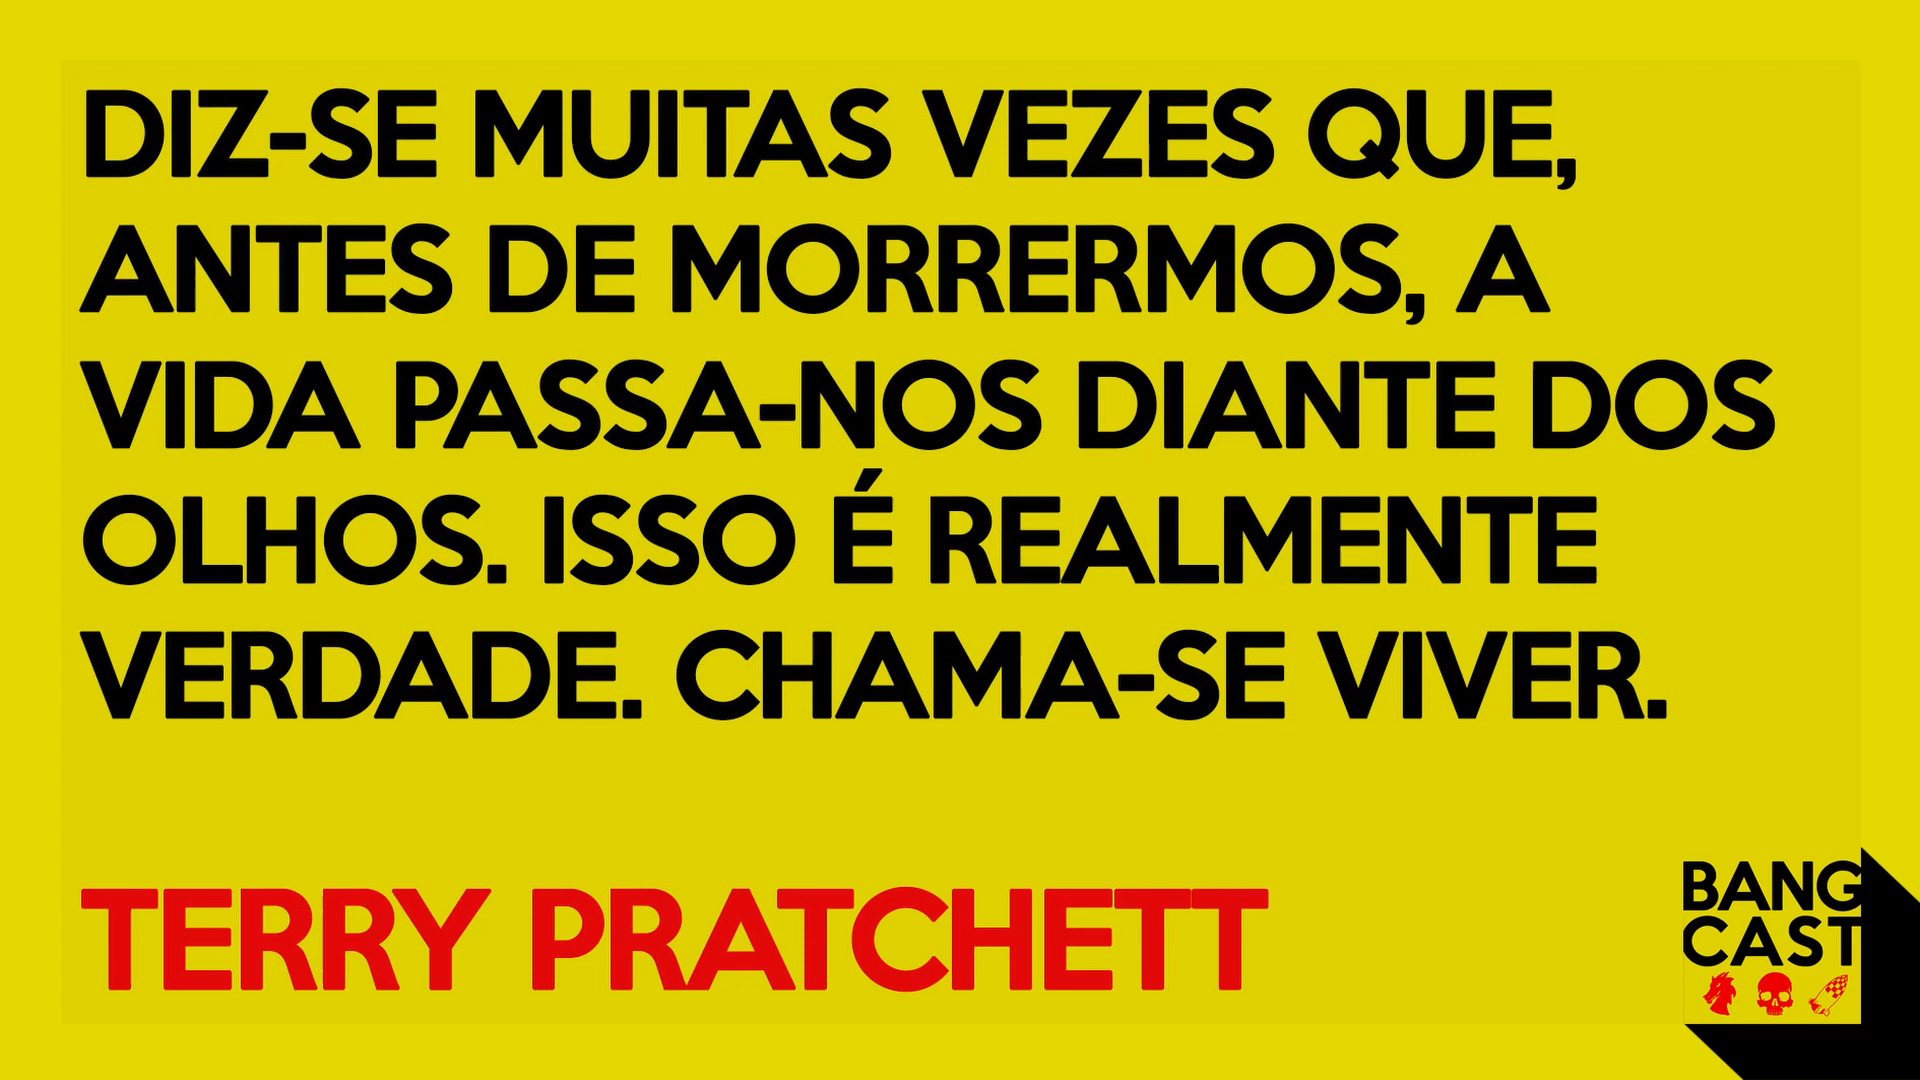 DIZ-SE MUITAS VEZES QUE,
ANTES DE MORRERMOS, A
VIDA PASSA-NOS DIANTE DOS
OLHOS. ISSO É REALMENTE
VERDADE. CHAMA-SE VIVER.
TERRY PRATCHETT
BANG
CAST